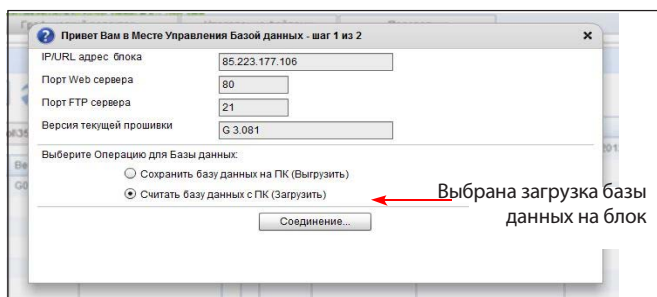 Привет Вам в Месте Управления Базой данных - шаг 1 из 2
IP/URL адрес блока 85.223.177.106
Порт Web сервера 80
Порт FTP сервера 21
Версия текущей прошивки G 3.081
Выберите Операцию для Базы данных:
Сохранить базу данных на ПК (Выгрузить)
Считать базу данных с ПК (Загрузить)
Выбрана загрузка базы
данных на блок
Соединение...